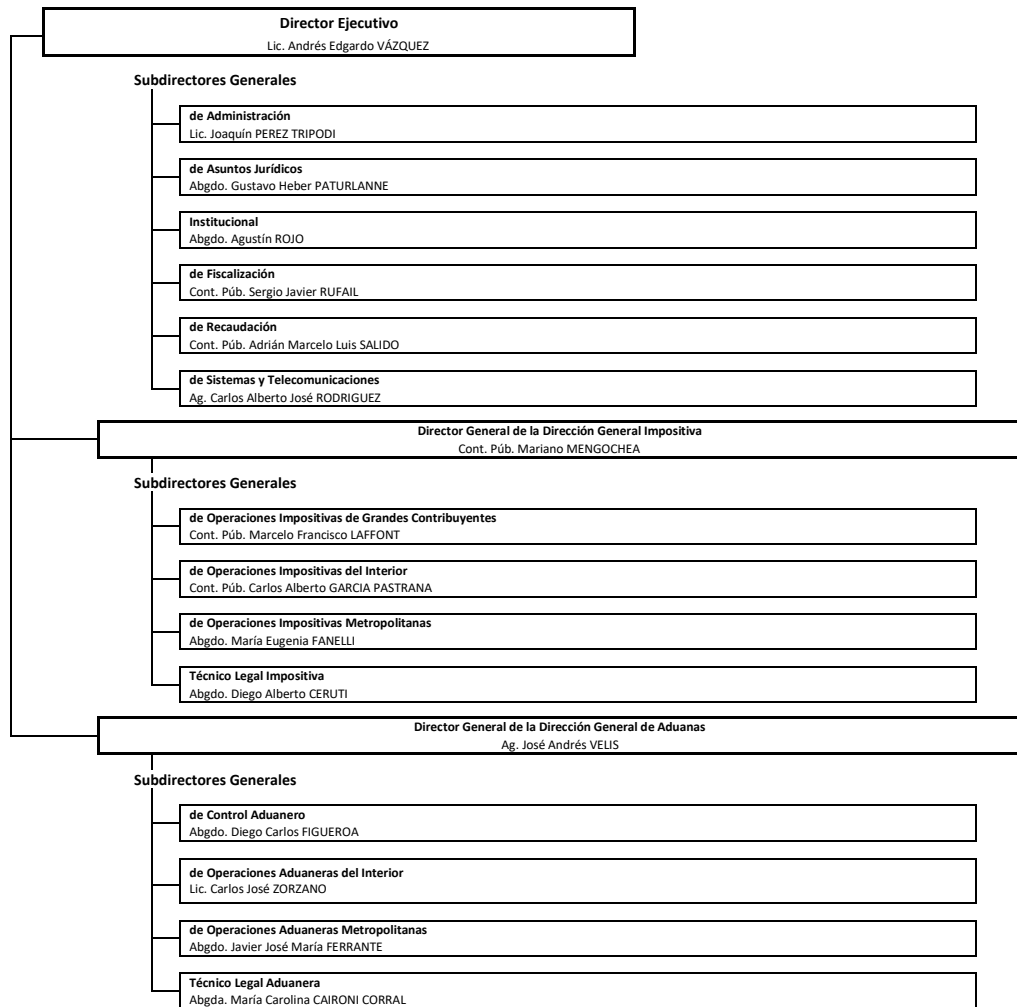 Director Ejecutivo
Lic. Andrés Edgardo VÁZQUEZ
Subdirectores Generales
de Administración
Lic. Joaquín PEREZ TRIPODI
de Asuntos Jurídicos
Abgdo. Gustavo Heber PATURLANNE
Institucional
Abgdo. Agustín ROJO
de Fiscalización
Cont. Púb. Sergio Javier RUFAIL
de Recaudación
Cont. Púb. Adrián Marcelo Luis SALIDO
de Sistemas y Telecomunicaciones
Ag. Carlos Alberto José RODRIGUEZ
Director General de la Dirección General Impositiva
Cont. Púb. Mariano MENGOCHEA
Subdirectores Generales
de Operaciones Impositivas de Grandes Contribuyentes
Cont. Púb. Marcelo Francisco LAFFONT
de Operaciones Impositivas del Interior
Cont. Púb. Carlos Alberto GARCIA PASTRANA
de Operaciones Impositivas Metropolitanas
Abgdo. María Eugenia FANELLI
Técnico Legal Impositiva
Abgdo. Diego Alberto CERUTI
Director General de la Dirección General de Aduanas
Ag. José Andrés VELIS
Subdirectores Generales
de Control Aduanero
Abgdo. Diego Carlos FIGUEROA
de Operaciones Aduaneras del Interior
Lic. Carlos José ZORZANO
de Operaciones Aduaneras Metropolitanas
Abgdo. Javier José María FERRANTE
Técnico Legal Aduanera
Abgda. María Carolina CAIRONI CORRAL